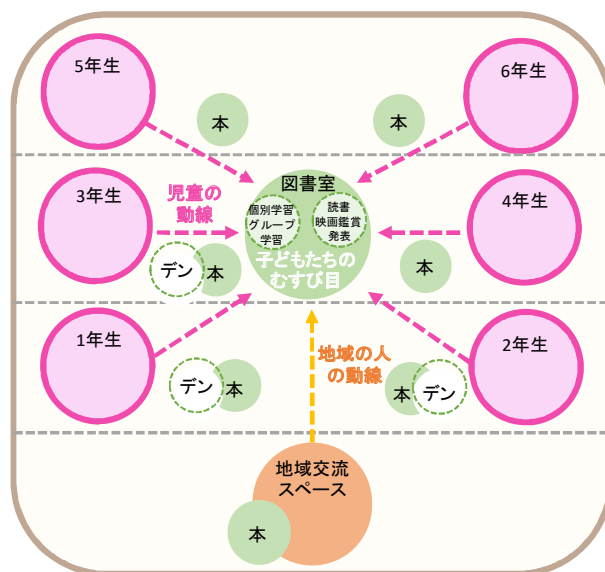 5年生
6年生
本
本
図書室
3年生
児童の
動線
個別学習
グループ
学習
読書
映画鑑賞
発表
4年生
子どもたちの
むすび目
デン
本
本
1年生
地域の人
の動線
2年生
デン
本
本
デン
地域交流
スペース
本